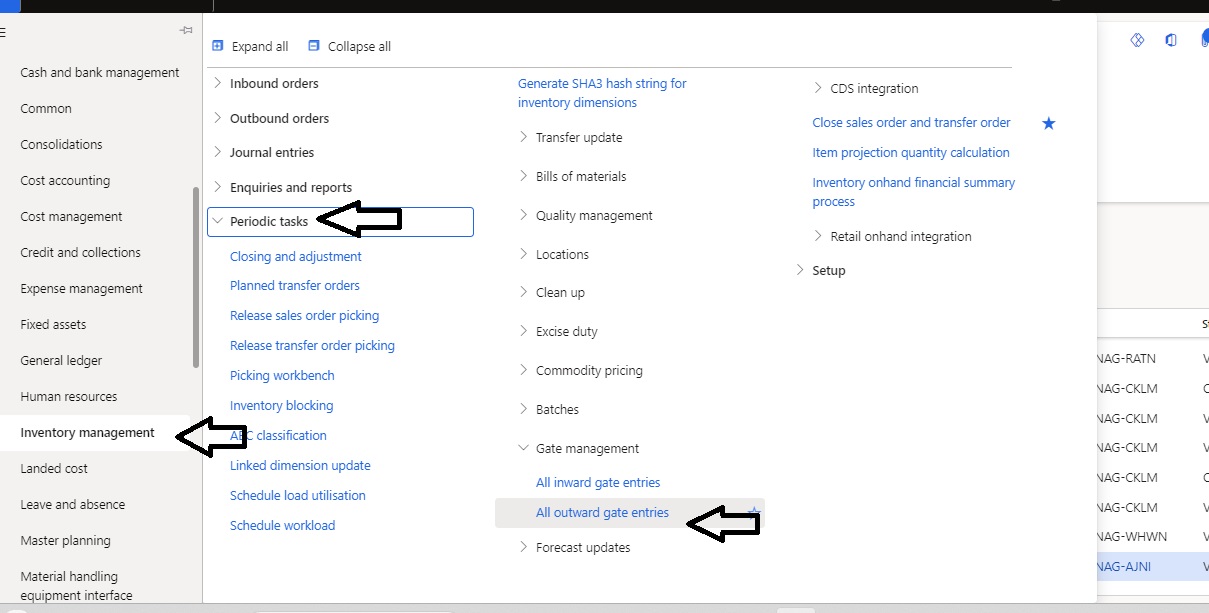 Cash and bank management
Common
Consolidations
Cost accounting
Cost management
Credit and collections
Expense management
Fixed assets
General ledger
Human resources
Inventory management
Landed cost
Leave and absence
Master planning
Material handling
equipment interface
Expand all
Collapse all
Inbound orders
Outbound orders
Journal entries
Enquiries and reports
Periodic tasks
Closing and adjustment
Planned transfer orders
Release sales order picking
Release transfer order picking
Picking workbench
Inventory blocking
ABC classification
Linked dimension update
Schedule load utilisation
Schedule workload
Generate SHA3 hash string for
inventory dimensions
Transfer update
Bills of materials
Quality management
Locations
Clean up
Excise duty
Commodity pricing
Batches
Gate management
All inward gate entries
All outward gate entries
Forecast updates
CDS integration
Close sales order and transfer order
Item projection quantity calculation
Inventory onhand financial summary
process
Retail onhand integration
Setup
NAG-RATN
NAG-CKLM
NAG-CKLM
NAG-CKLM
NAG-CKLM
NAG-CKLM
NAG-WHWN
NAG-AJNI